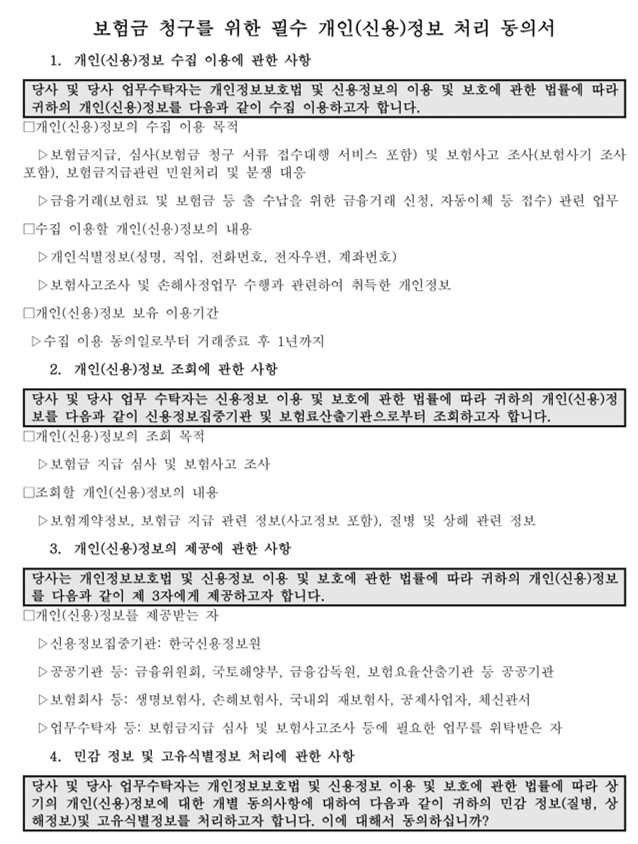 보험금 청구를 위한 필수 개인(신용)정보 처리 동의서
1. 개인(신용)정보 수집 이용에 관한 사항
당사 및 당사 업무수탁자는 개인정보보호법 및 신용정보의 이용 및 보호에 관한 법률에 따라
귀하의 개인(신용)정보를 다음과 같이 수집 이용하고자 합니다.
□개인(신용)정보의 수집 이용 목적
▷보험금지급, 심사(보험금 청구 서류 접수대행 서비스 포함) 및 보험사고 조사(보험사기 조사
포함), 보험금지급관련 민원처리 및 분쟁 대응
▷금융거래(보험료 및 보험금 등 출 수납을 위한 금융거래 신청, 자동이체 등 접수) 관련 업무
□수집 이용할 개인(신용)정보의 내용
▷개인식별정보(성명, 직업, 전화번호, 전자우편, 계좌번호)
▷보험사고조사 및 손해사정업무 수행과 관련하여 취득한 개인정보
□개인(신용)정보 보유 이용기간
▷수집 이용 동의일로부터 거래종료 후 1년까지
2. 개인(신용)정보 조회에 관한 사항
당사 및 당사 업무 수탁자는 신용정보 이용 및 보호에 관한 법률에 따라 귀하의 개인(신용)정
보를 다음과 같이 신용정보집중기관 및 보험료산출기관으로부터 조회하고자 합니다.
□개인(신용)정보의 조회 목적
▷보험금 지급 심사 및 보험사고 조사
□조회할 개인(신용)정보의 내용
▷보험계약정보, 보험금 지급 관련 정보(사고정보 포함), 질병 및 상해 관련 정보
3. 개인(신용)정보의 제공에 관한 사항
당사는 개인정보보호법 및 신용정보 이용 및 보호에 관한 법률에 따라 귀하의 개인(신용)정보
를 다음과 같이 제 3자에게 제공하고자 합니다.
□개인(신용)정보를 제공받는 자
▷신용정보집중기관: 한국신용정보원
▷공공기관 등: 금융위원회, 국토해양부, 금융감독원, 보험요율산출기관 등 공공기관
▷보험회사 등: 생명보험사, 손해보험사, 국내외 재보험사, 공제사업자, 체신관서
▷업무수탁자 등: 보험금지급 심사 및 보험사고조사 등에 필요한 업무를 위탁받은 자
4. 민감 정보 및 고유식별정보 처리에 관한 사항
당사 및 당사 업무수탁자는 개인정보보호법 및 신용정보 이용 및 보호에 관한 법률에 따라 상
기의 개인(신용)정보에 대한 개별 동의사항에 대하여 다음과 같이 귀하의 민감 정보(질병, 상
해정보)및 고유식별정보를 처리하고자 합니다. 이에 대해서 동의하십니까?